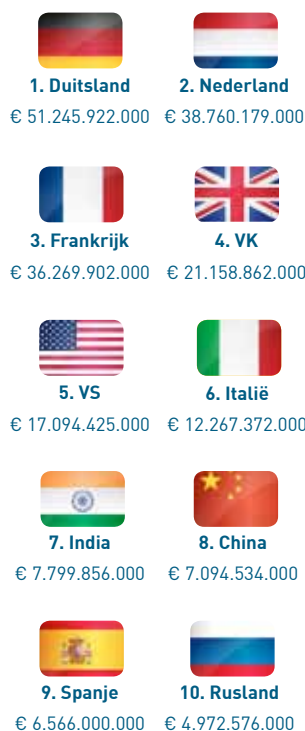 1. Duitsland
€ 51.245.922.000
2. Nederland
€ 38.760.179.000
3. Frankrijk
€ 36.269.902.000
4. VK
€ 21.158.862.000
5. VS
€ 17.094.425.000
6. Italië
€ 12.267.372.000
7. India
€ 7.799.856.000
8. China
€ 7.094.534.000
9. Spanje
€ 6.566.000.000
10. Rusland
€ 4.972.576.000